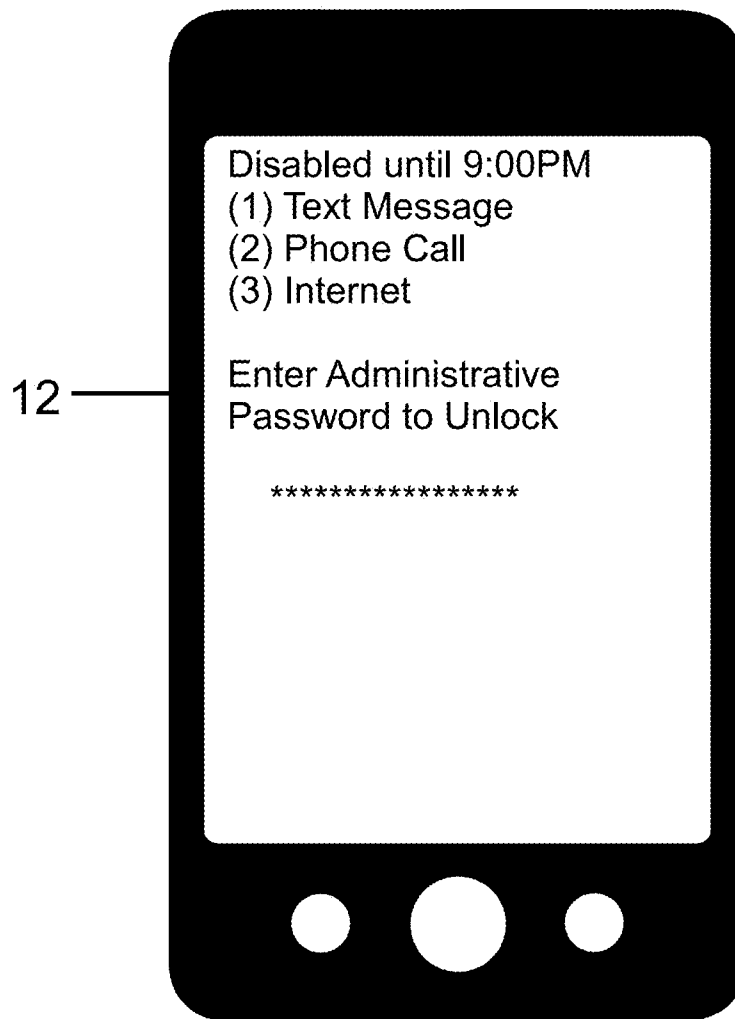 Disabled until 9:00PM
(1) Text Message
(2) Phone Call
(3) Internet
Enter Administrative
Password to Unlock
*****************
12